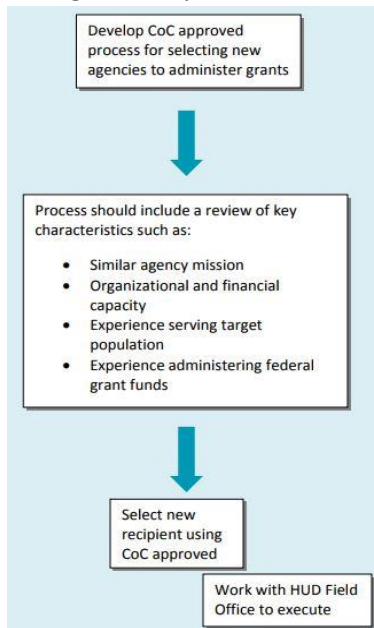 Develop CoC approved
process for selecting new
agencies to administer grants
Process should include a review of key
characteristics such as:
• Similar agency mission
• Organizational and financial
capacity
• Experience serving target
population
• Experience administering federal
grant funds
Select new
recipient using
CoC approved
Work with HUD Field
Office to execute